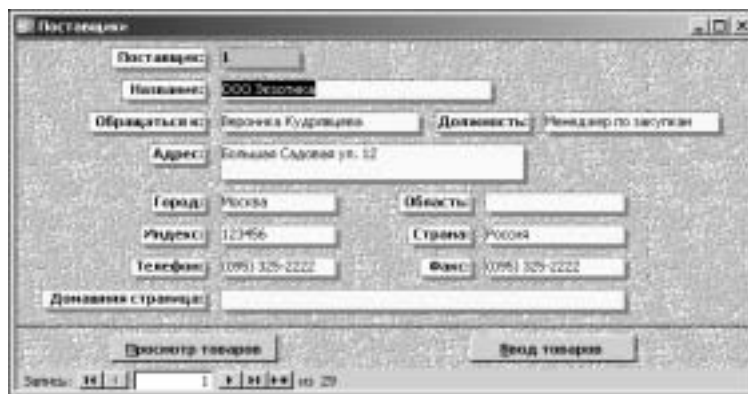 Поставщики
Поставщик: 1
Название: ООО Экзотика
Обращаться к: Вероника Кудрявцева Должность: Менеджер по закупкам
Адрес: Большая Садовая ул. 12
Город: Москва Область:
Индекс: 123456 Страна: Россия
Телефон: (095) 325-2222 Факс: (095) 325-2222
Домашняя страница:
Просмотр товаров Ввод товаров
Запись: 1 из 29